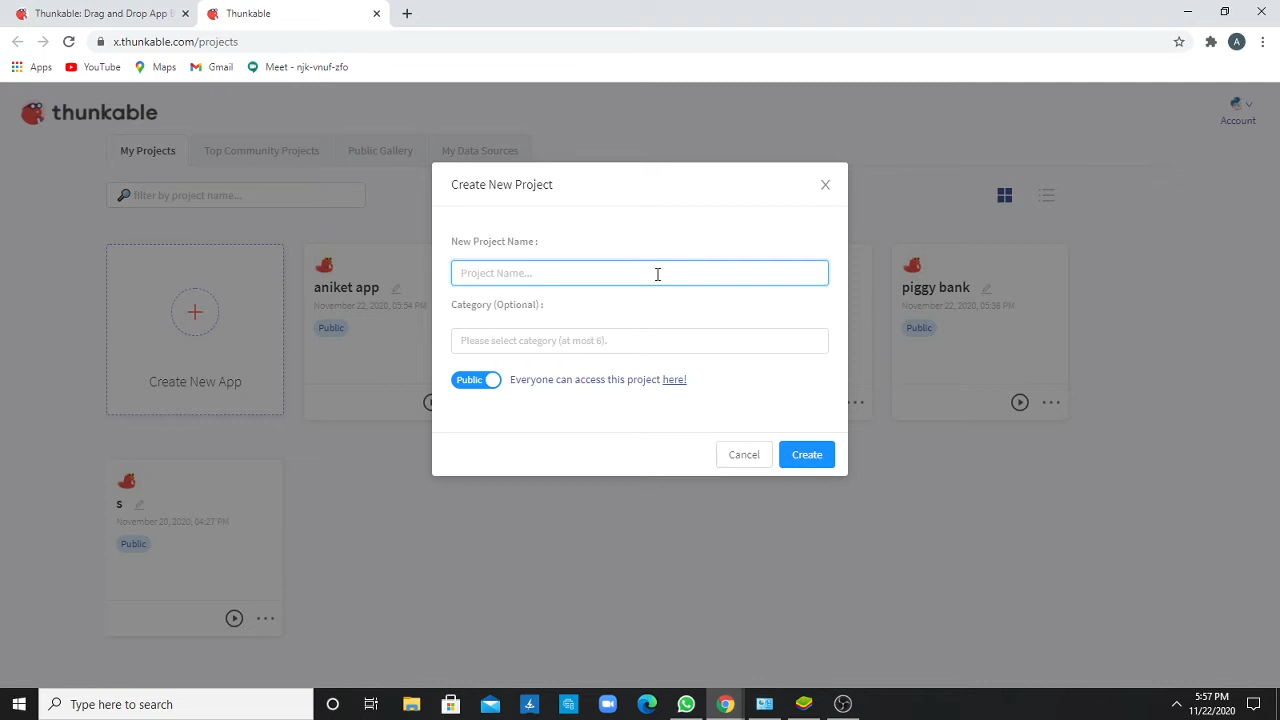 Thunkable: Drag and Drop App B
Thunkable
x.thunkable.com/projects
A
Apps
YouTube
Maps
Gmail
Meet - njk-vnuf-zfo
thunkable
Account
My Projects
Top Community Projects
Public Gallery
My Data Sources
filter by project name...
Create New Project
New Project Name :
Project Name...
Category (Optional) :
Please select category (at most 6).
Public
Everyone can access this project here!
Cancel
Create
Create New App
aniket app
November 22, 2020, 05:54 PM
Public
piggy bank
November 22, 2020, 05:36 PM
Public
s
November 20, 2020, 04:27 PM
Public
Type here to search
5:57 PM
11/22/2020